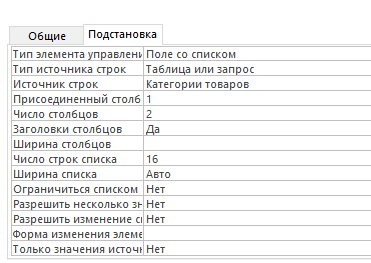 Общие
Подстановка
Тип элемента управлени Поле со списком
Тип источника строк Таблица или запрос
Источник строк Категории товаров
Присоединенный столб 1
Число столбцов 2
Заголовки столбцов Да
Ширина столбцов
Число строк списка 16
Ширина списка Авто
Ограничиться списком Нет
Разрешить несколько зн Нет
Разрешить изменение сп Нет
Форма изменения элеме
Только значения источн Нет